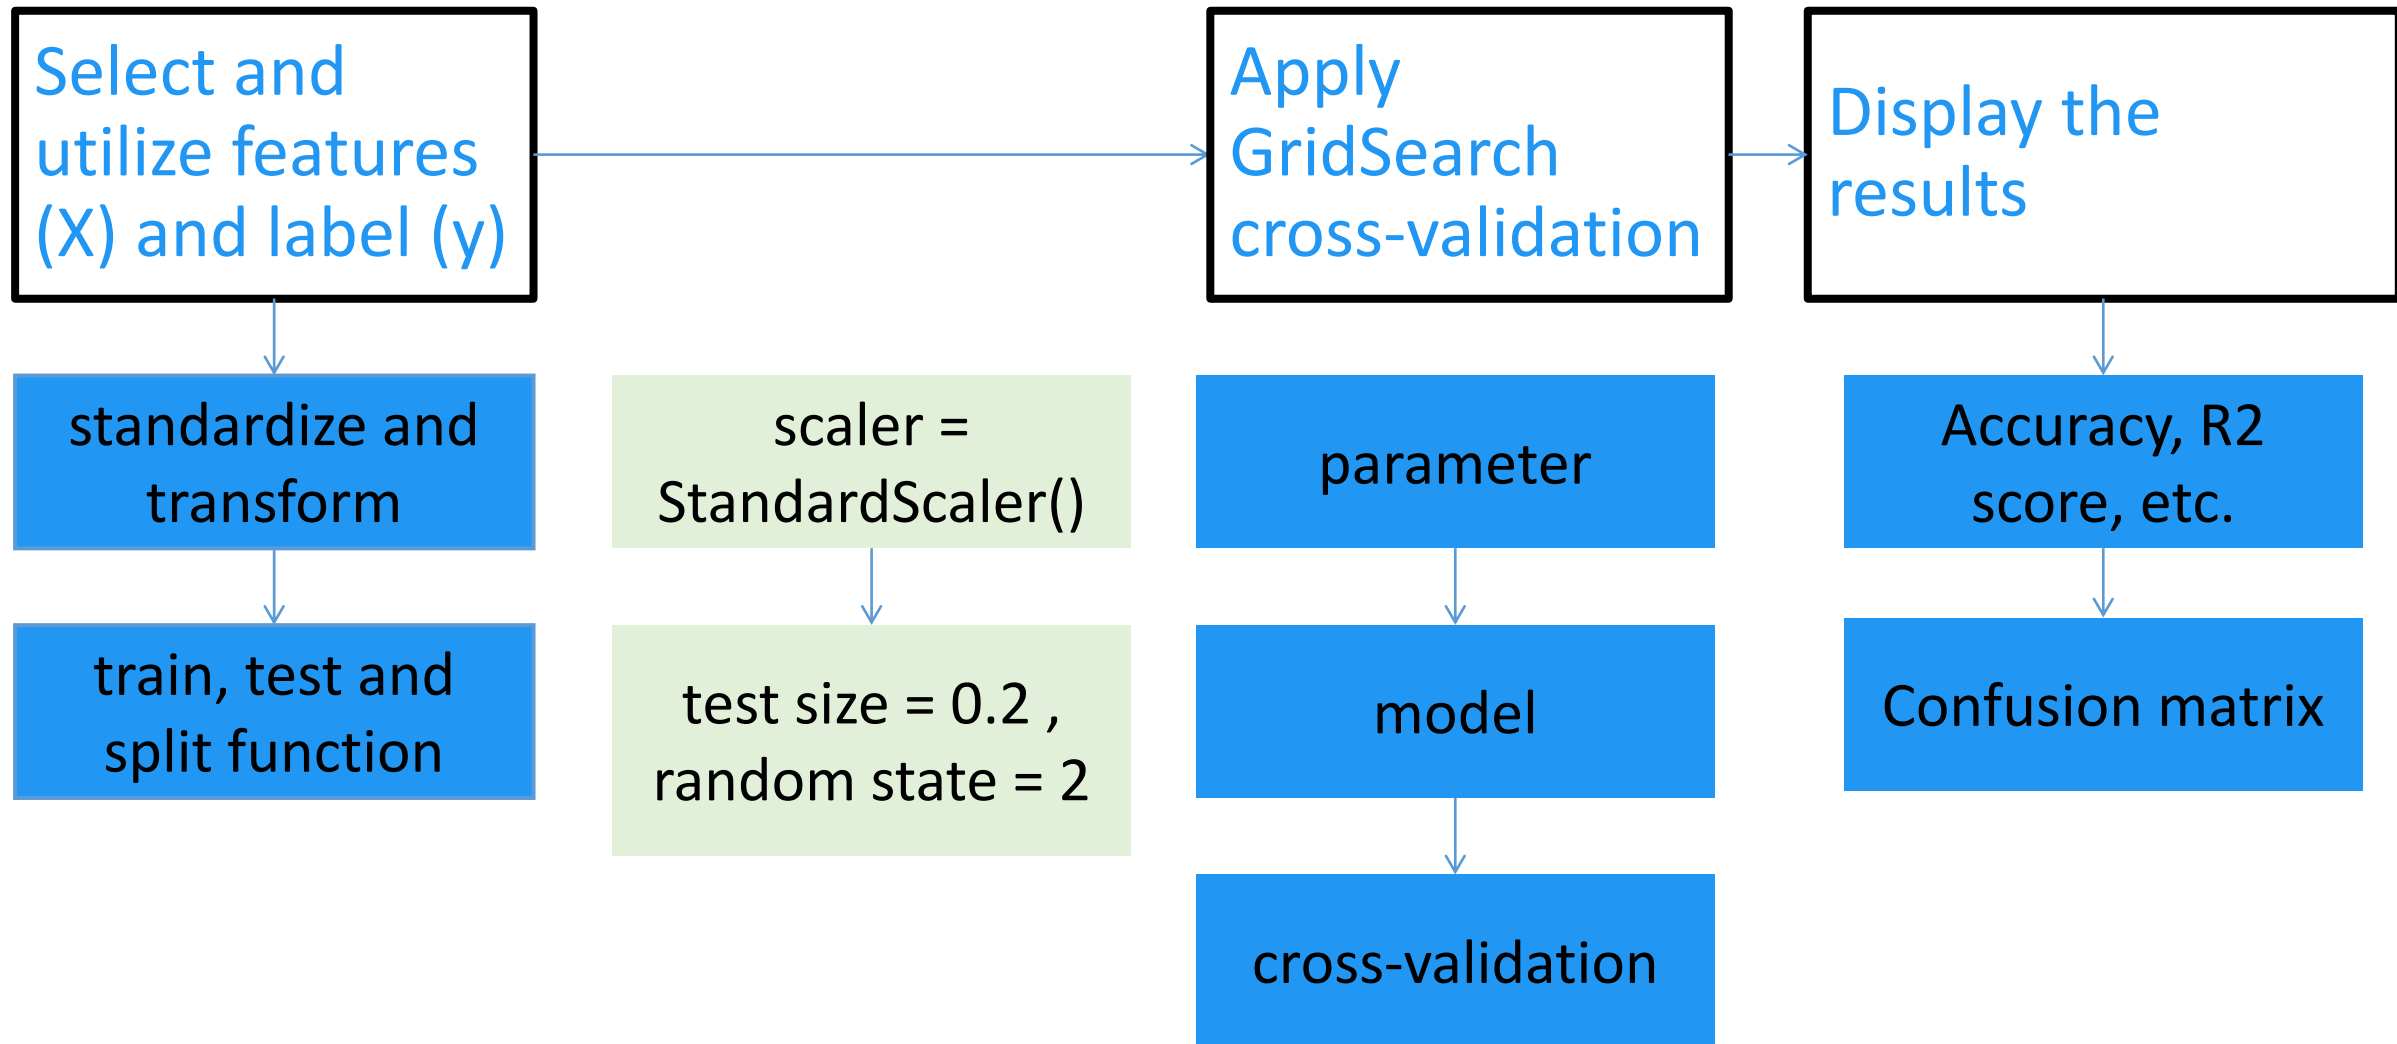 Select and
utilize features
(X) and label (y)
Apply
GridSearch
cross-validation
Display the
results
standardize and
transform
train, test and
split function
scaler =
StandardScaler()
test size = 0.2 ,
random state = 2
parameter
model
cross-validation
Accuracy, R2
score, etc.
Confusion matrix